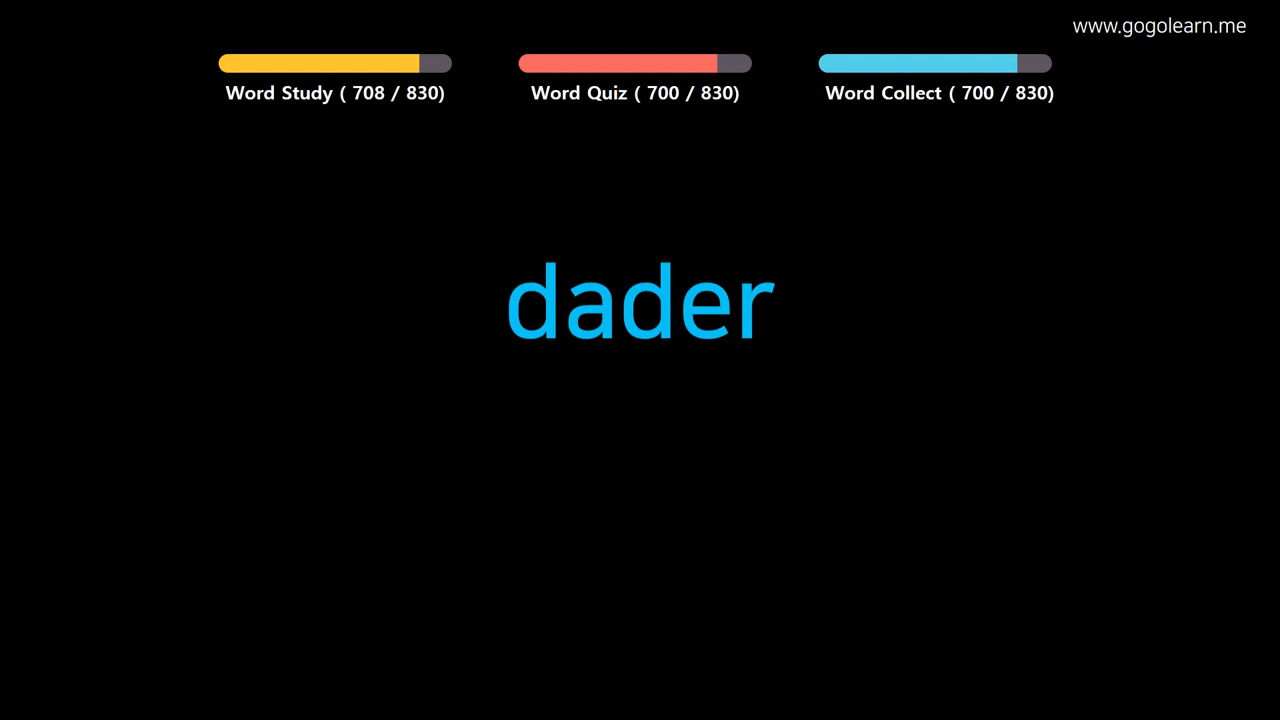 www.gogolearn.me
Word Study ( 708 / 830)
Word Quiz ( 700 / 830)
Word Collect ( 700 / 830)
dader